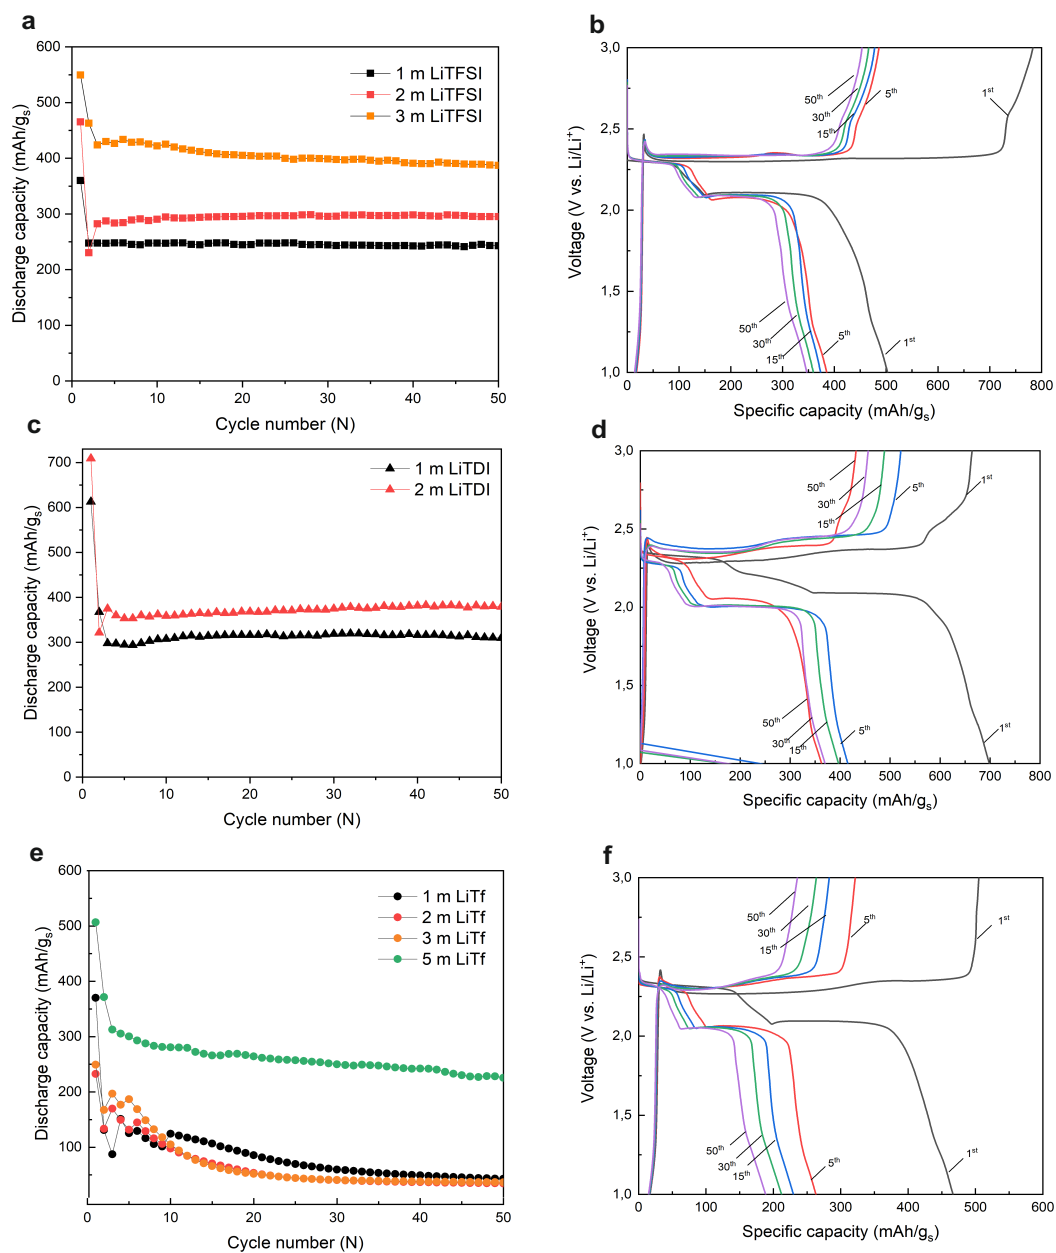 a
600
500
400
300
200
100
0
0
10
20
30
40
50
Discharge capacity (mAh/gₛ)
Cycle number (N)
1 m LiTFSI
2 m LiTFSI
3 m LiTFSI
b
3,0
2,5
2,0
1,5
1,0
0
100
200
300
400
500
600
700
800
Voltage (V vs. Li/Li⁺)
Specific capacity (mAh/gₛ)
50ᵗʰ
30ᵗʰ
15ᵗʰ
5ᵗʰ
1ˢᵗ
50ᵗʰ
30ᵗʰ
15ᵗʰ
5ᵗʰ
1ˢᵗ
c
700
600
500
400
300
200
100
0
0
10
20
30
40
50
Discharge capacity (mAh/gₛ)
Cycle number (N)
1 m LiTDI
2 m LiTDI
d
3,0
2,5
2,0
1,5
1,0
0
100
200
300
400
500
600
700
800
Voltage (V vs. Li/Li⁺)
Specific capacity (mAh/gₛ)
50ᵗʰ
30ᵗʰ
15ᵗʰ
5ᵗʰ
1ˢᵗ
50ᵗʰ
30ᵗʰ
15ᵗʰ
5ᵗʰ
1ˢᵗ
e
600
500
400
300
200
100
0
10
20
30
40
50
Discharge capacity (mAh/gₛ)
Cycle number (N)
1 m LiTf
2 m LiTf
3 m LiTf
5 m LiTf
f
3,0
2,5
2,0
1,5
1,0
0
100
200
300
400
500
600
Voltage (V vs. Li/Li⁺)
Specific capacity (mAh/gₛ)
50ᵗʰ
30ᵗʰ
15ᵗʰ
5ᵗʰ
1ˢᵗ
50ᵗʰ
30ᵗʰ
15ᵗʰ
5ᵗʰ
1ˢᵗ